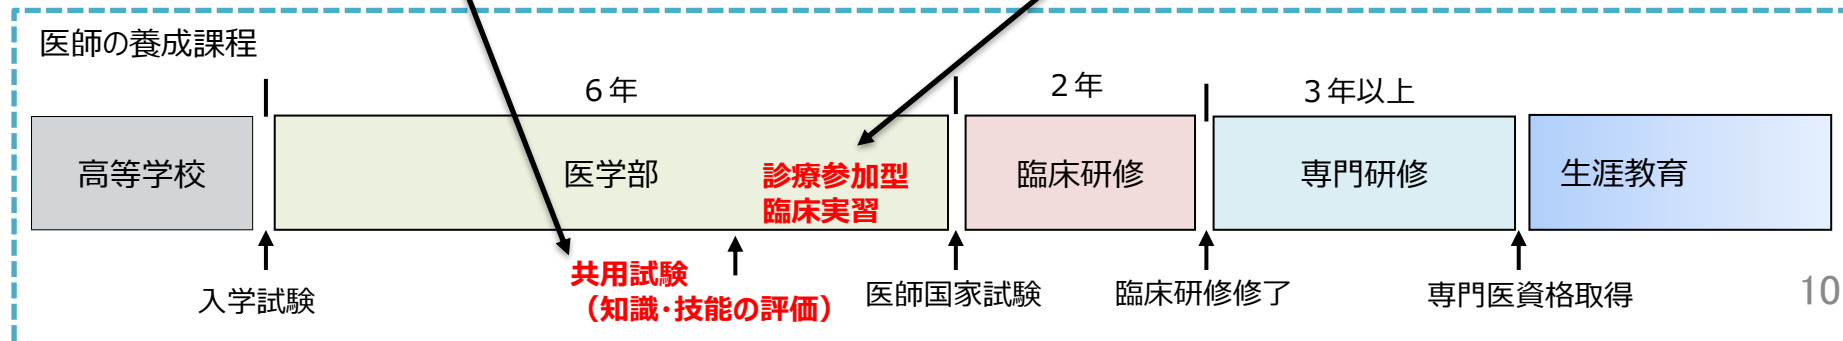 医師の養成課程
6年
2年
3年以上
高等学校
医学部
診療参加型
臨床実習
臨床研修
専門研修
生涯教育
入学試験
共用試験
（知識・技能の評価）
医師国家試験
臨床研修修了
専門医資格取得
10